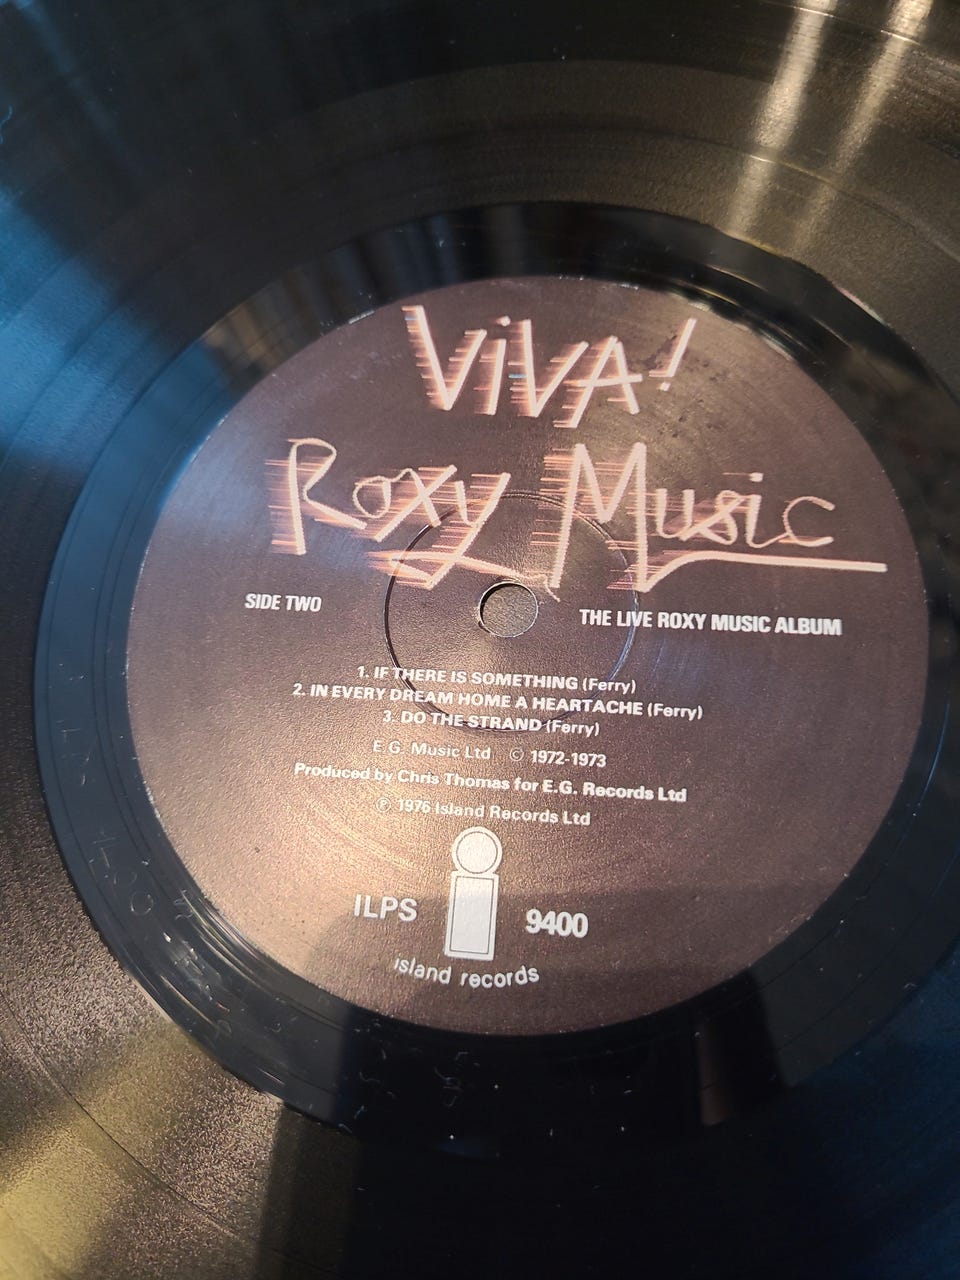 ViVA!
Roxy Music
SIDE TWO
THE LIVE ROXY MUSIC ALBUM
1. IF THERE IS SOMETHING (Ferry)
2. IN EVERY DREAM HOME A HEARTACHE (Ferry)
3. DO THE STRAND (Ferry)
E.G. Music Ltd © 1972-1973
Produced by Chris Thomas for E.G. Records Ltd
℗ 1976 Island Records Ltd
ILPS 9400
island records